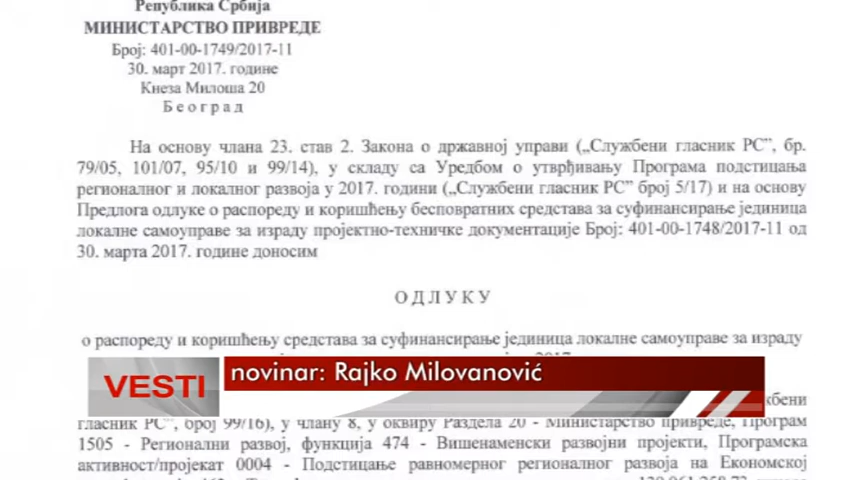 Република Србија
МИНИСТАРСТВО ПРИВРЕДЕ
Број: 401-00-1749/2017-11
30. март 2017. године
Кнеза Милоша 20
Београд
На основу члана 23. став 2. Закона о државној управи („Службени гласник РС”, бр.
79/05, 101/07, 95/10 и 99/14), у складу са Уредбом о утврђивању Програма подстицања
регионалног и локалног развоја у 2017. години („Службени гласник РС” број 5/17) и на основу
Предлога одлуке о распореду и коришћењу бесповратних средстава за суфинансирање јединица
локалне самоуправе за израду пројектно-техничке документације Број: 401-00-1748/2017-11 од
30. марта 2017. године доносим
ОДЛУКУ
о распореду и коришћењу средстава за суфинансирање јединица локалне самоуправе за израду
VESTI
novinar: Rajko Milovanović
гласник РС”, број 99/16), у члану 8, у оквиру Раздела 20 - Министарство привреде, Програм
1505 - Регионални развој, функција 474 - Вишенаменски развојни пројекти, Програмска
активност/пројекат 0004 - Подстицање равномерног регионалног развоја на Економској